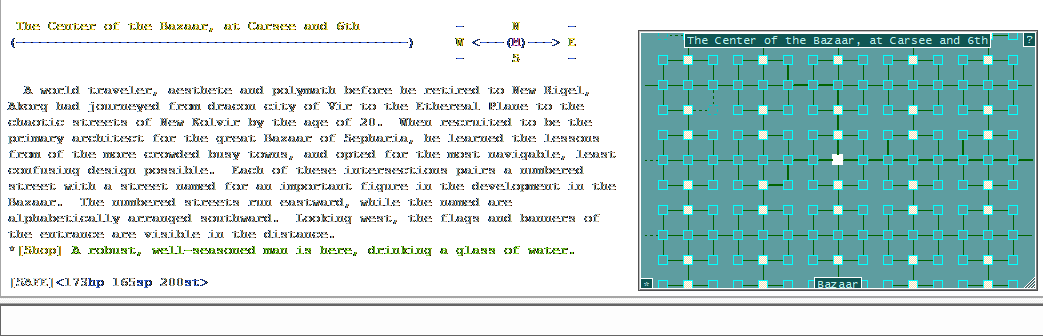 The Center of the Bazaar, at Carsee and 6th
- N -
(------------------------------------------------) W <----(M)----> E
- S -
The Center of the Bazaar, at Carsee and 6th ?
A world traveler, aesthete and polymath before he retired to New Rigel,
Akorg had journeyed from dracon city of Vir to the Ethereal Plane to the
chaotic streets of New Kolvir by the age of 20. When recruited to be the
primary architect for the great Bazaar of Sepharia, he learned the lessons
from of the more crowded busy towns, and opted for the most navigable, least
confusing design possible. Each of these intersections pairs a numbered
street with a street named for an important figure in the development in the
Bazaar. The numbered streets run eastward, while the named are
alphabetically arranged southward. Looking west, the flags and banners of
the entrance are visible in the distance.
*[Shop] A robust, well-seasoned man is here, drinking a glass of water.
[SAFE]<173hp 165sp 200st>
* Bazaar